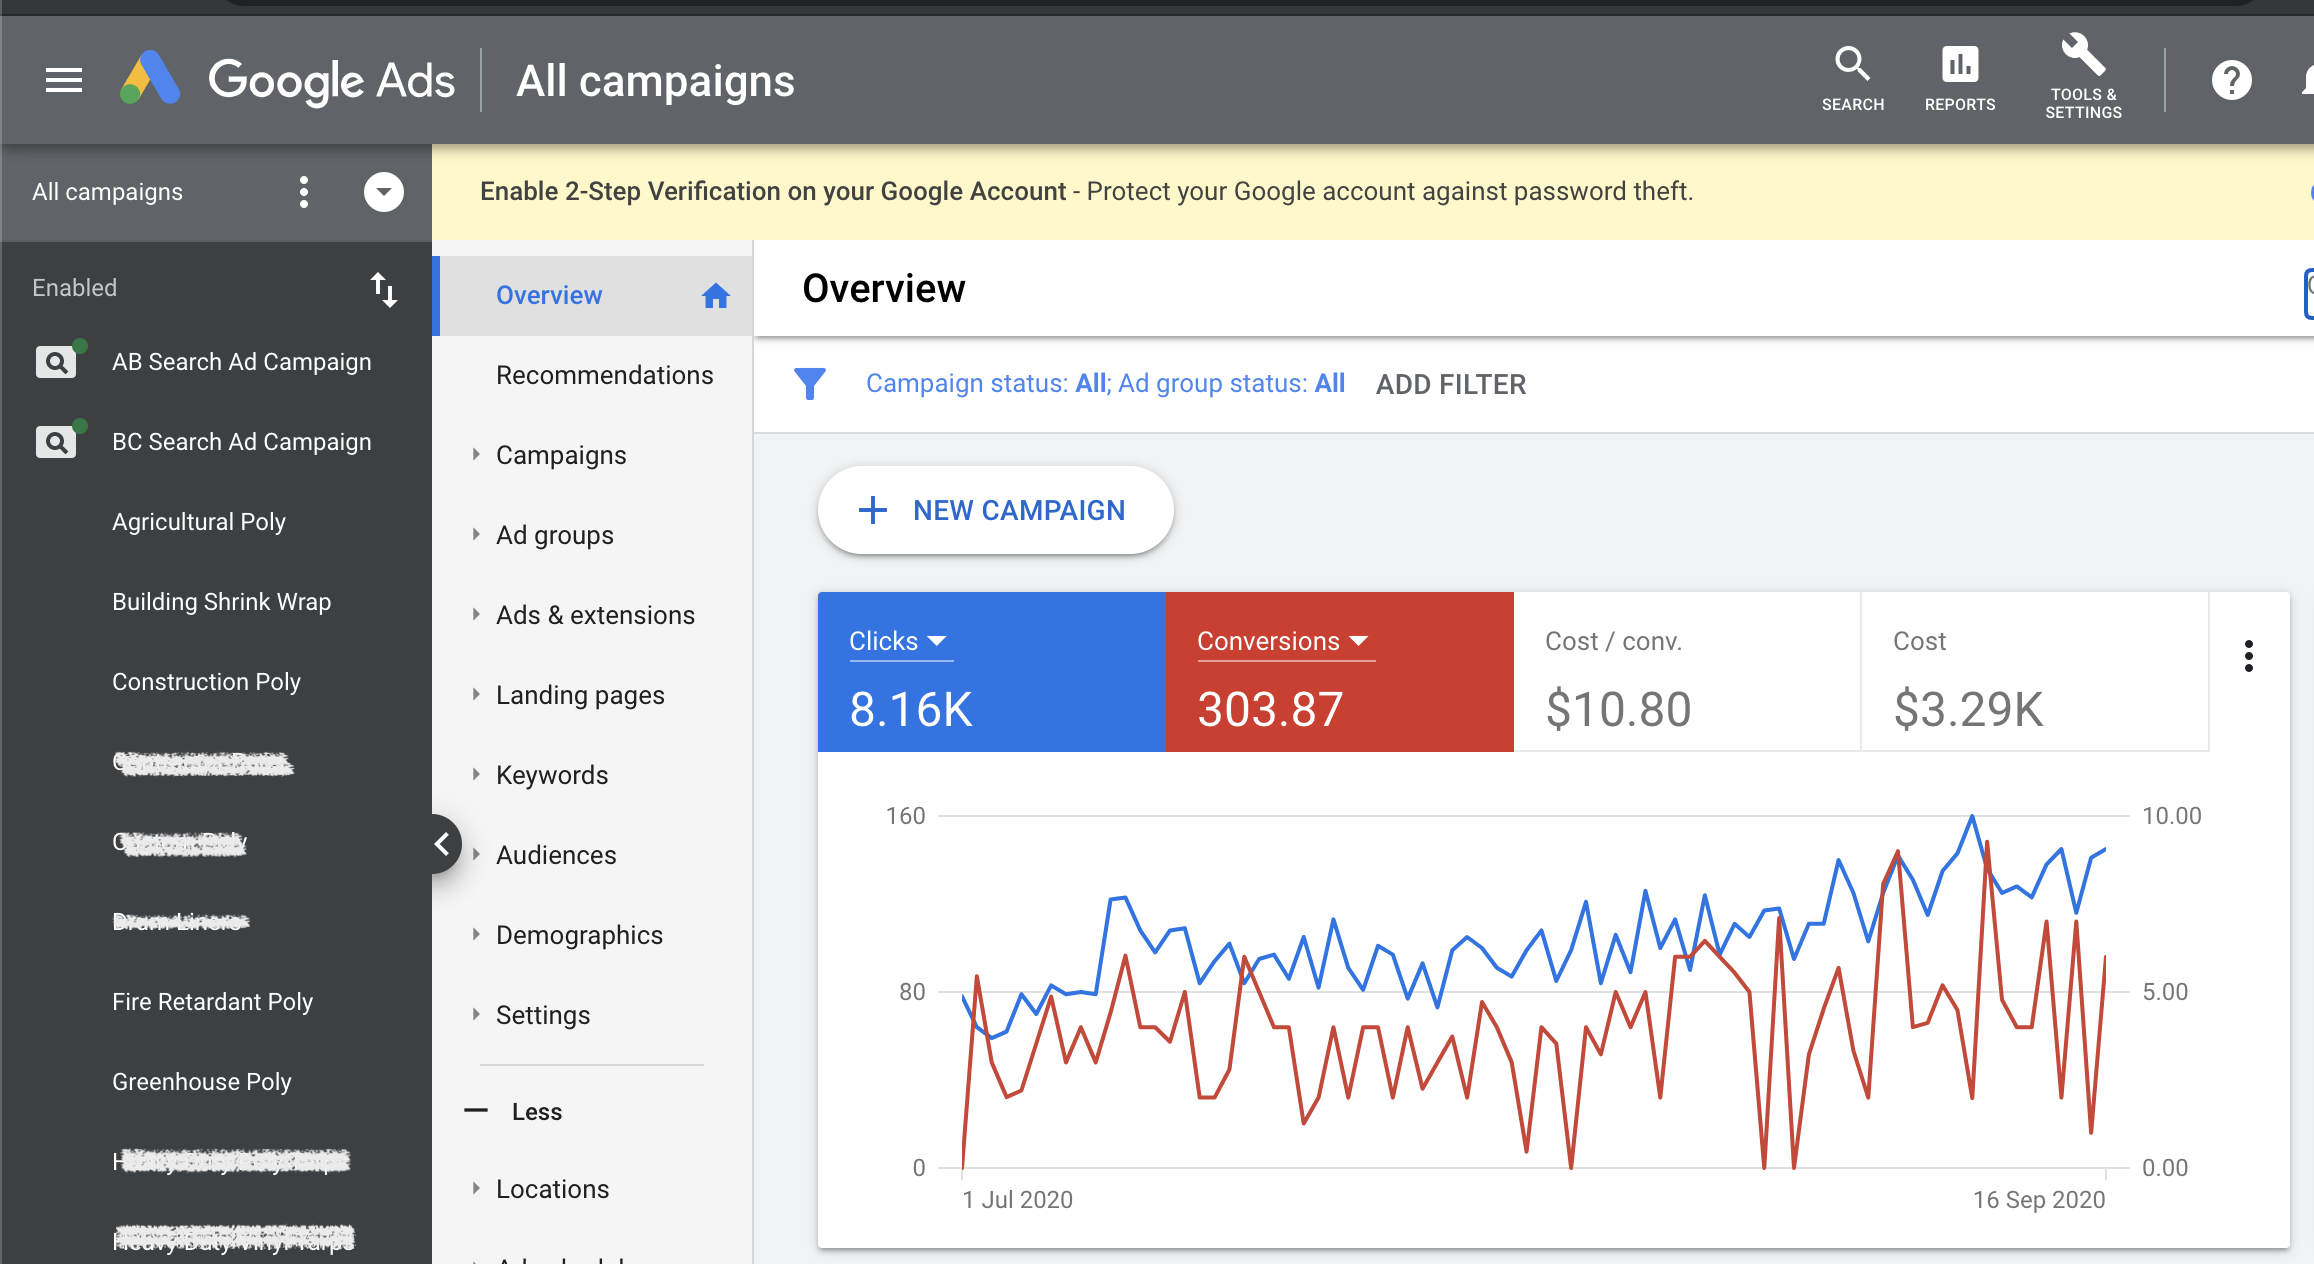 Google Ads
All campaigns
SEARCH
REPORTS
TOOLS &
SETTINGS
All campaigns
Enable 2-Step Verification on your Google Account - Protect your Google account against password theft.
Enabled
AB Search Ad Campaign
BC Search Ad Campaign
Agricultural Poly
Building Shrink Wrap
Construction Poly
Fire Retardant Poly
Greenhouse Poly
Overview
Recommendations
Campaigns
Ad groups
Ads & extensions
Landing pages
Keywords
Audiences
Demographics
Settings
Less
Locations
Overview
Campaign status: All; Ad group status: All
ADD FILTER
NEW CAMPAIGN
Clicks
8.16K
Conversions
303.87
Cost / conv.
$10.80
Cost
$3.29K
160
10.00
80
5.00
0
0.00
1 Jul 2020
16 Sep 2020